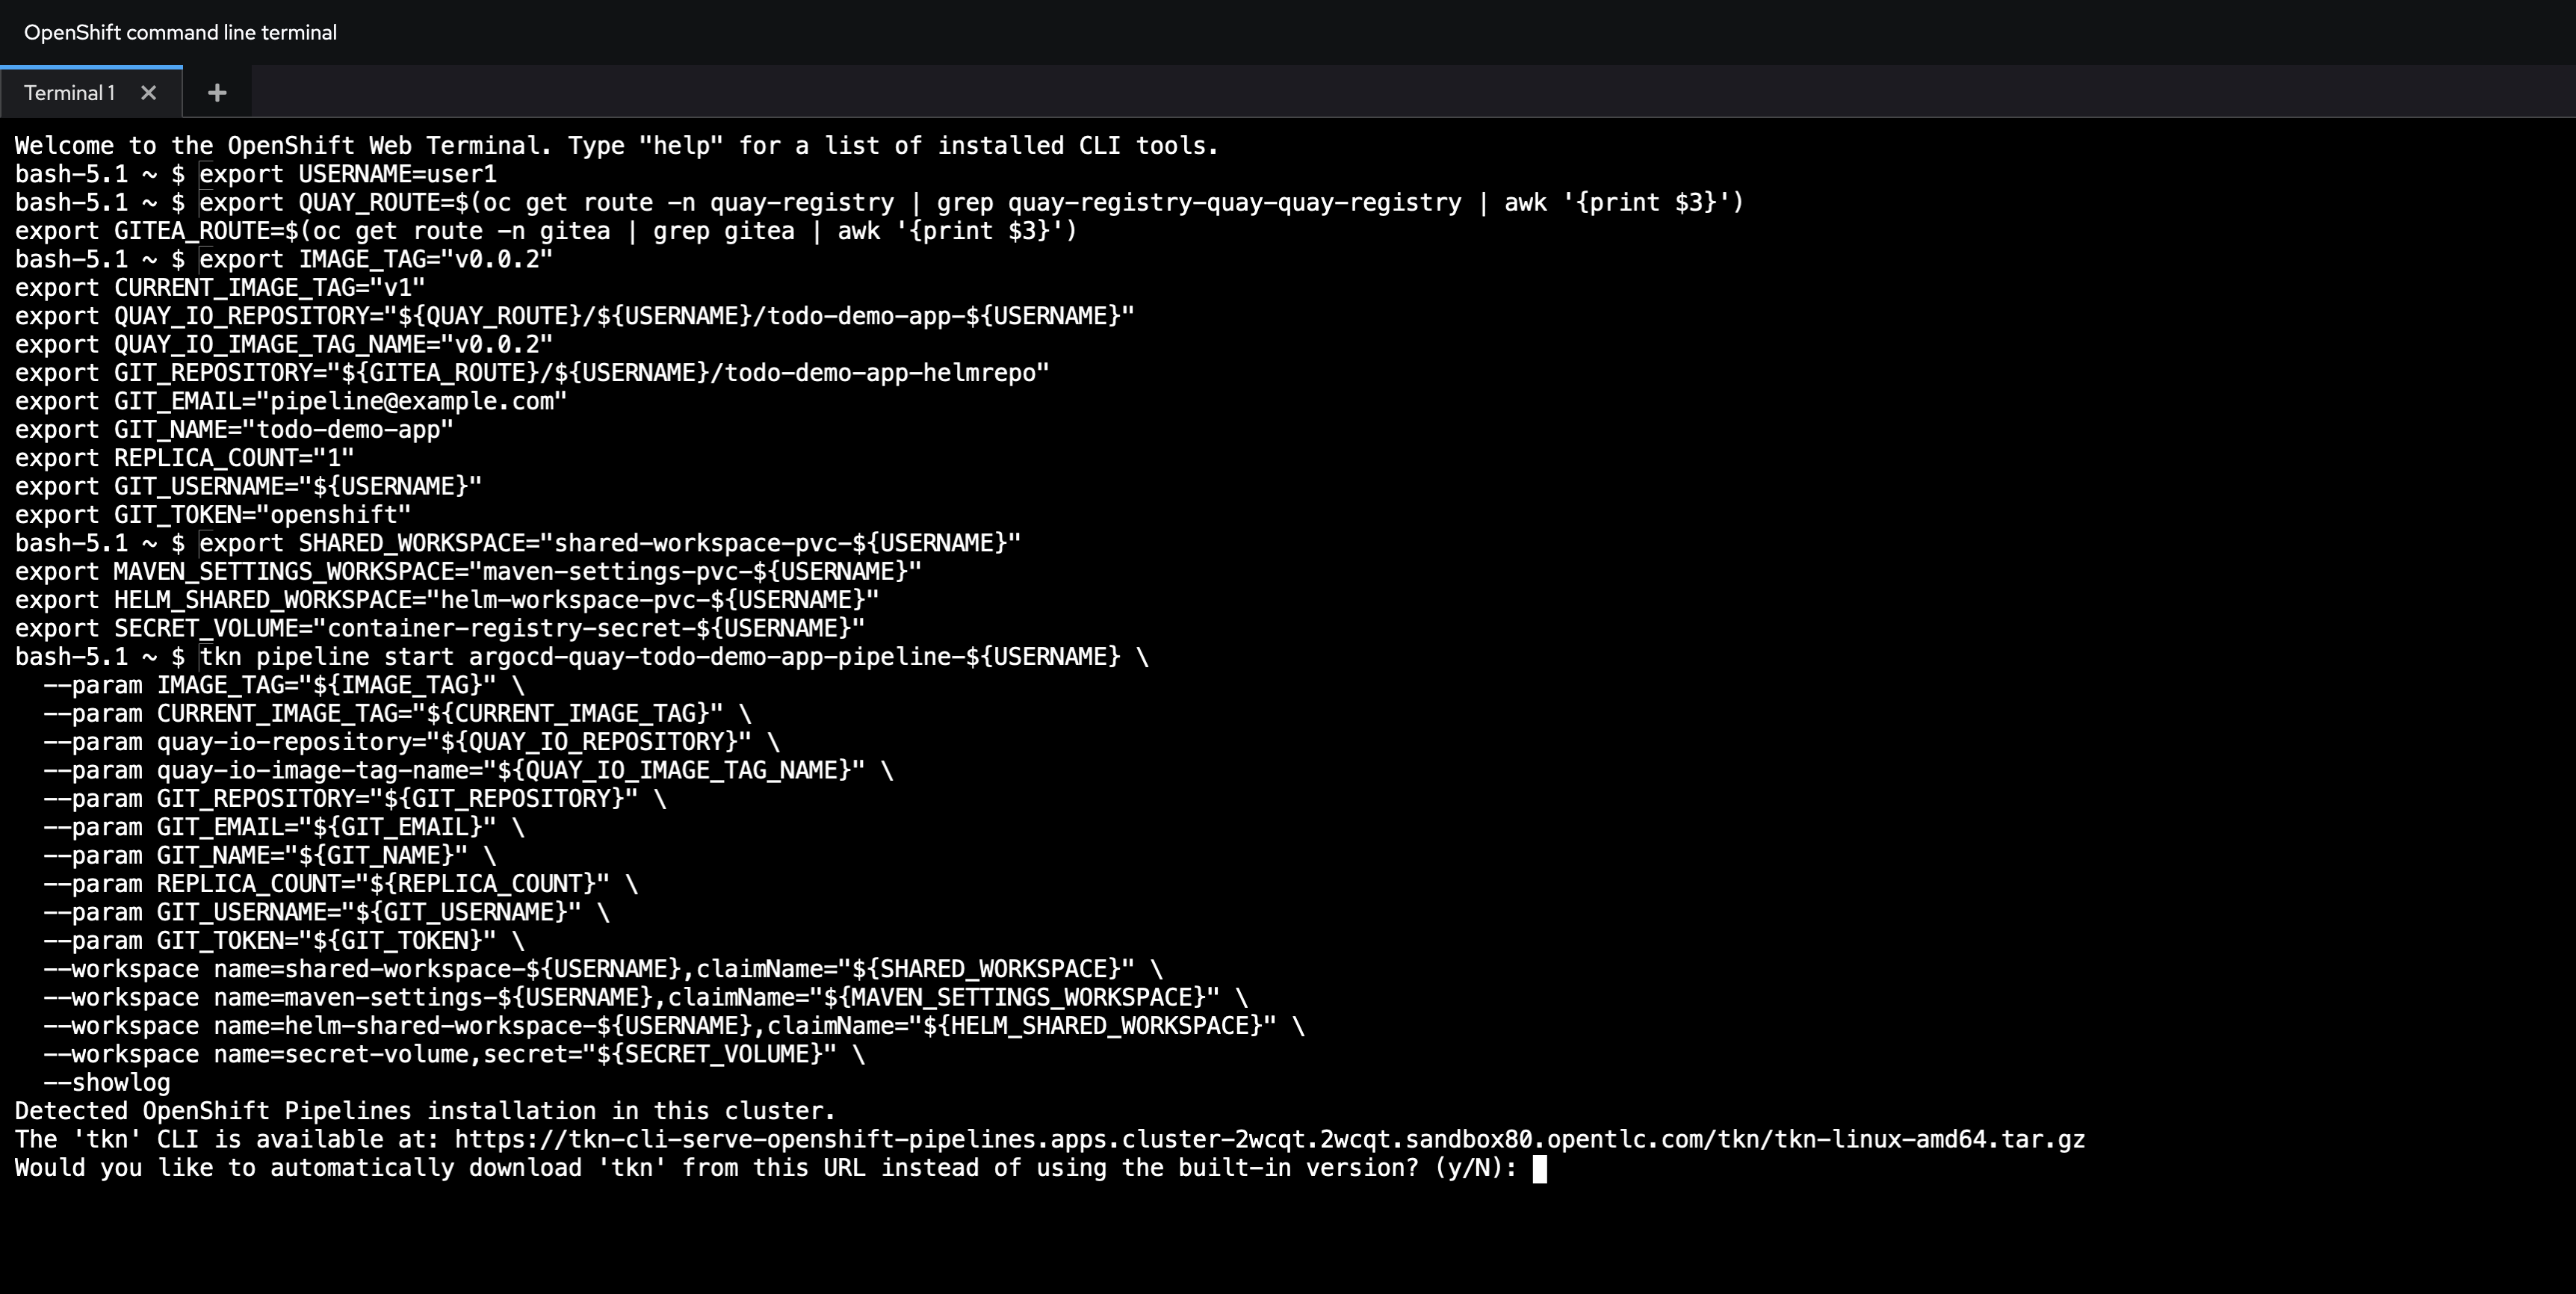 OpenShift command line terminal
Terminal 1
Welcome to the OpenShift Web Terminal. Type "help" for a list of installed CLI tools.
bash-5.1 ~ $ export USERNAME=user1
bash-5.1 ~ $ export QUAY_ROUTE=$(oc get route -n quay-registry | grep quay-registry-quay-quay-registry | awk '{print $3}')
export GITEA_ROUTE=$(oc get route -n gitea | grep gitea | awk '{print $3}')
bash-5.1 ~ $ export IMAGE_TAG="v0.0.2"
export CURRENT_IMAGE_TAG="v1"
export QUAY_IO_REPOSITORY="${QUAY_ROUTE}/${USERNAME}/todo-demo-app-${USERNAME}"
export QUAY_IO_IMAGE_TAG_NAME="v0.0.2"
export GIT_REPOSITORY="${GITEA_ROUTE}/${USERNAME}/todo-demo-app-helmrepo"
export GIT_EMAIL="pipeline@example.com"
export GIT_NAME="todo-demo-app"
export REPLICA_COUNT="1"
export GIT_USERNAME="${USERNAME}"
export GIT_TOKEN="openshift"
bash-5.1 ~ $ export SHARED_WORKSPACE="shared-workspace-pvc-${USERNAME}"
export MAVEN_SETTINGS_WORKSPACE="maven-settings-pvc-${USERNAME}"
export HELM_SHARED_WORKSPACE="helm-workspace-pvc-${USERNAME}"
export SECRET_VOLUME="container-registry-secret-${USERNAME}"
bash-5.1 ~ $ tkn pipeline start argocd-quay-todo-demo-app-pipeline-${USERNAME} \
  --param IMAGE_TAG="${IMAGE_TAG}" \
  --param CURRENT_IMAGE_TAG="${CURRENT_IMAGE_TAG}" \
  --param quay-io-repository="${QUAY_IO_REPOSITORY}" \
  --param quay-io-image-tag-name="${QUAY_IO_IMAGE_TAG_NAME}" \
  --param GIT_REPOSITORY="${GIT_REPOSITORY}" \
  --param GIT_EMAIL="${GIT_EMAIL}" \
  --param GIT_NAME="${GIT_NAME}" \
  --param REPLICA_COUNT="${REPLICA_COUNT}" \
  --param GIT_USERNAME="${GIT_USERNAME}" \
  --param GIT_TOKEN="${GIT_TOKEN}" \
  --workspace name=shared-workspace-${USERNAME},claimName="${SHARED_WORKSPACE}" \
  --workspace name=maven-settings-${USERNAME},claimName="${MAVEN_SETTINGS_WORKSPACE}" \
  --workspace name=helm-shared-workspace-${USERNAME},claimName="${HELM_SHARED_WORKSPACE}" \
  --workspace name=secret-volume,secret="${SECRET_VOLUME}" \
  --showlog
Detected OpenShift Pipelines installation in this cluster.
The 'tkn' CLI is available at: https://tkn-cli-serve-openshift-pipelines.apps.cluster-2wcqt.2wcqt.sandbox80.opentlc.com/tkn/tkn-linux-amd64.tar.gz
Would you like to automatically download 'tkn' from this URL instead of using the built-in version? (y/N):